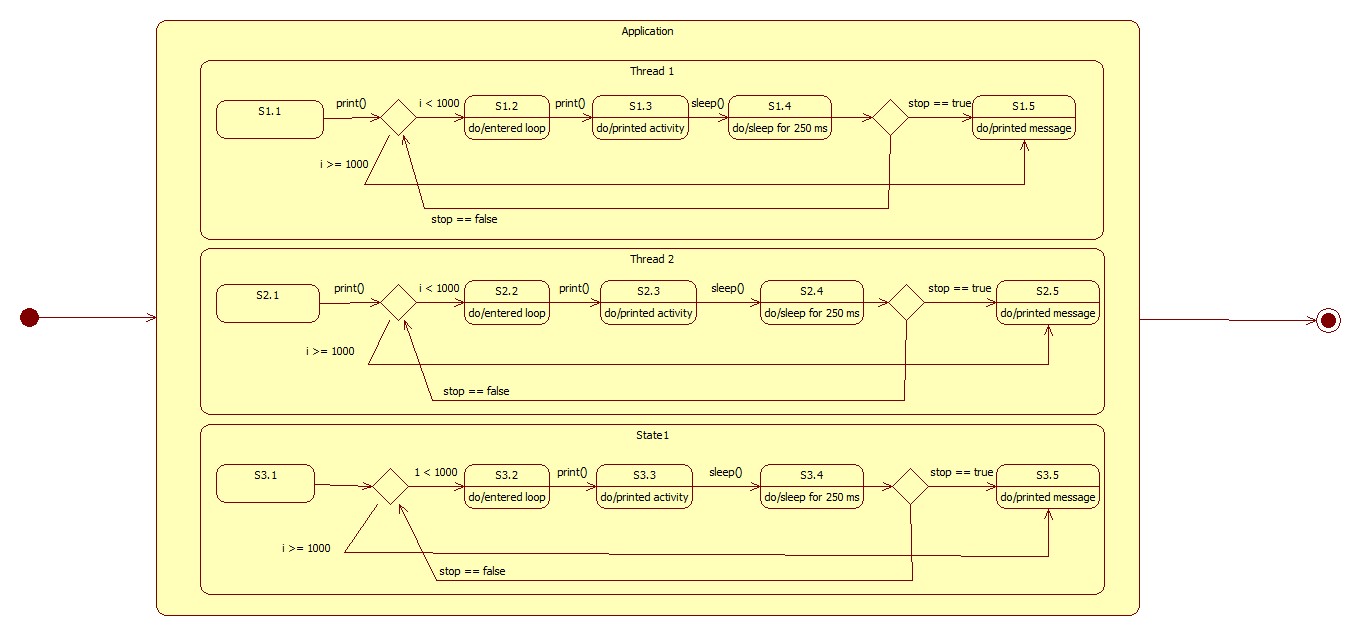 Application
Thread 1
S1.1
print()
i < 1000
S1.2
do/entered loop
print()
S1.3
do/printed activity
sleep()
S1.4
do/sleep for 250 ms
stop == true
S1.5
do/printed message
i >= 1000
stop == false
Thread 2
S2.1
print()
i < 1000
S2.2
do/entered loop
print()
S2.3
do/printed activity
sleep()
S2.4
do/sleep for 250 ms
stop == true
S2.5
do/printed message
i >= 1000
stop == false
State1
S3.1
1 < 1000
S3.2
do/entered loop
print()
S3.3
do/printed activity
sleep()
S3.4
do/sleep for 250 ms
stop == true
S3.5
do/printed message
i >= 1000
stop == false